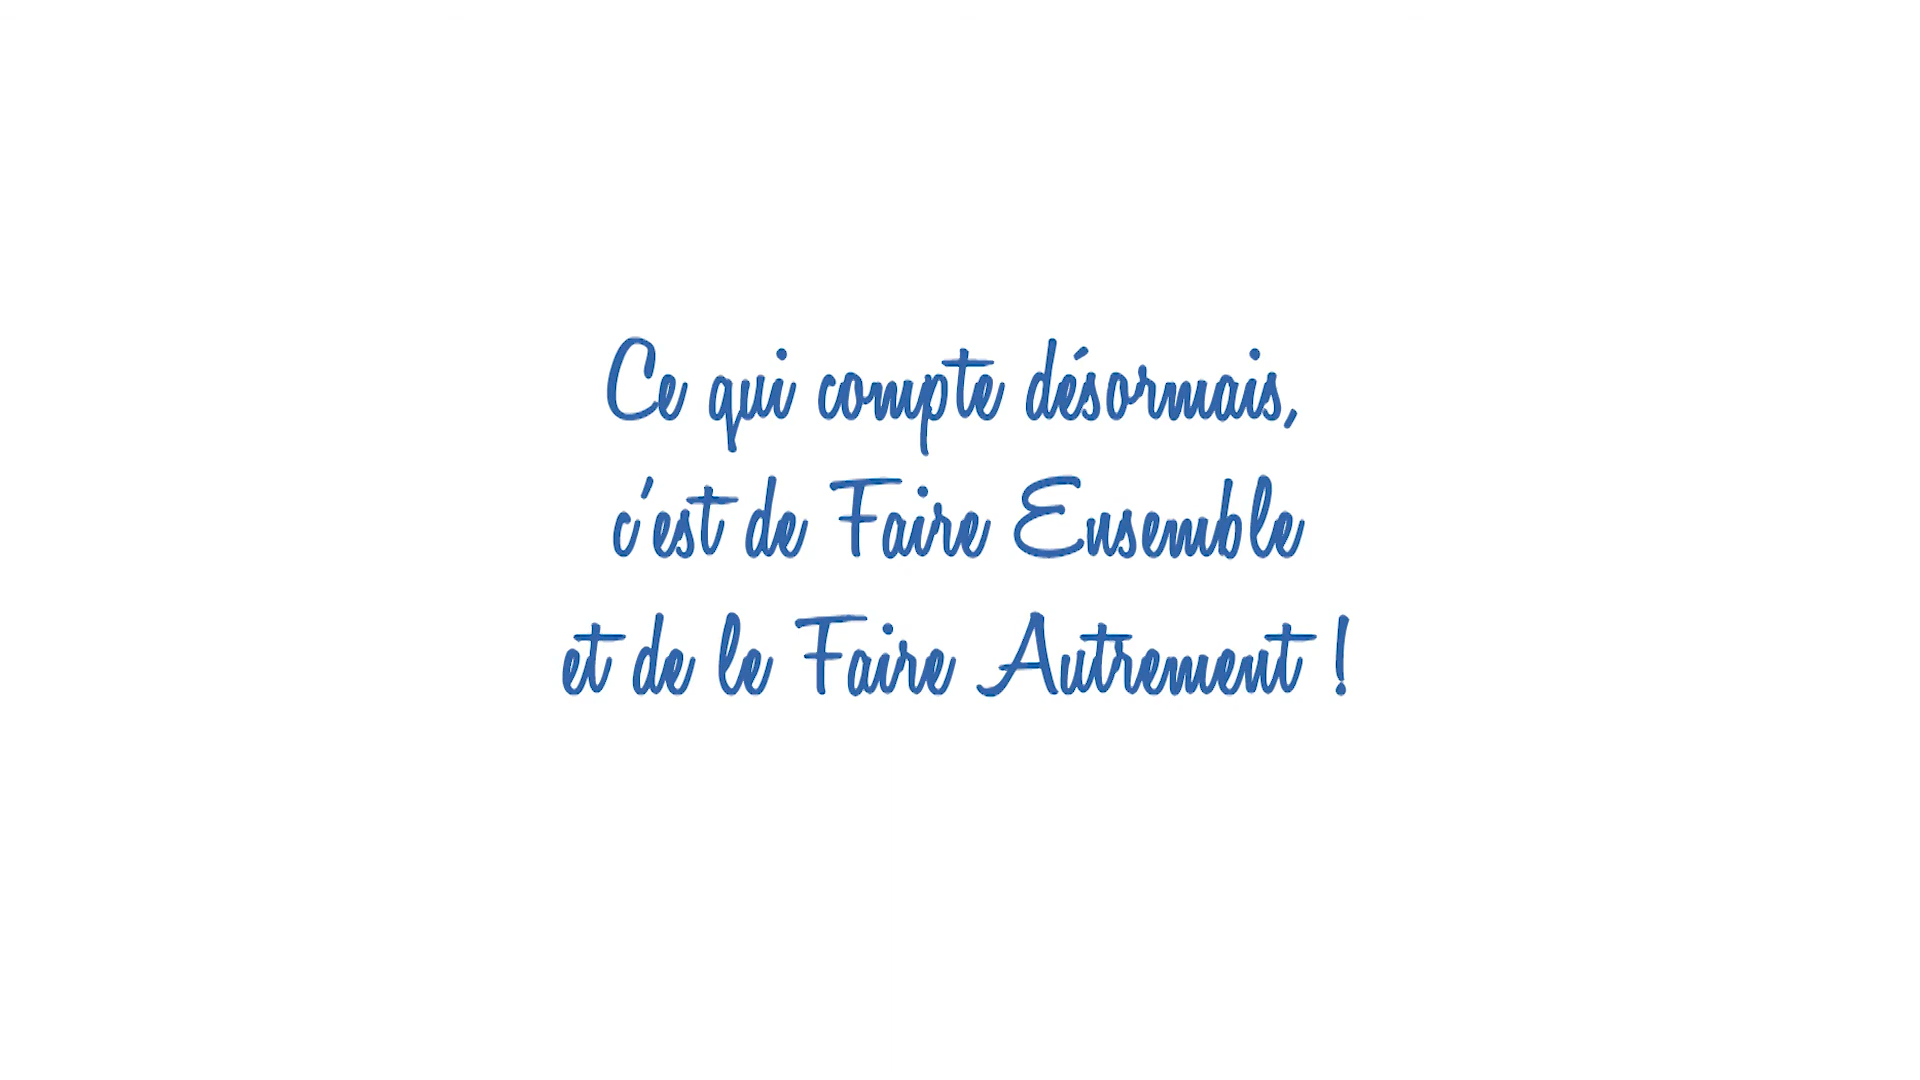 Ce qui compte désormais,
c'est de Faire Ensemble
et de le Faire Autrement !